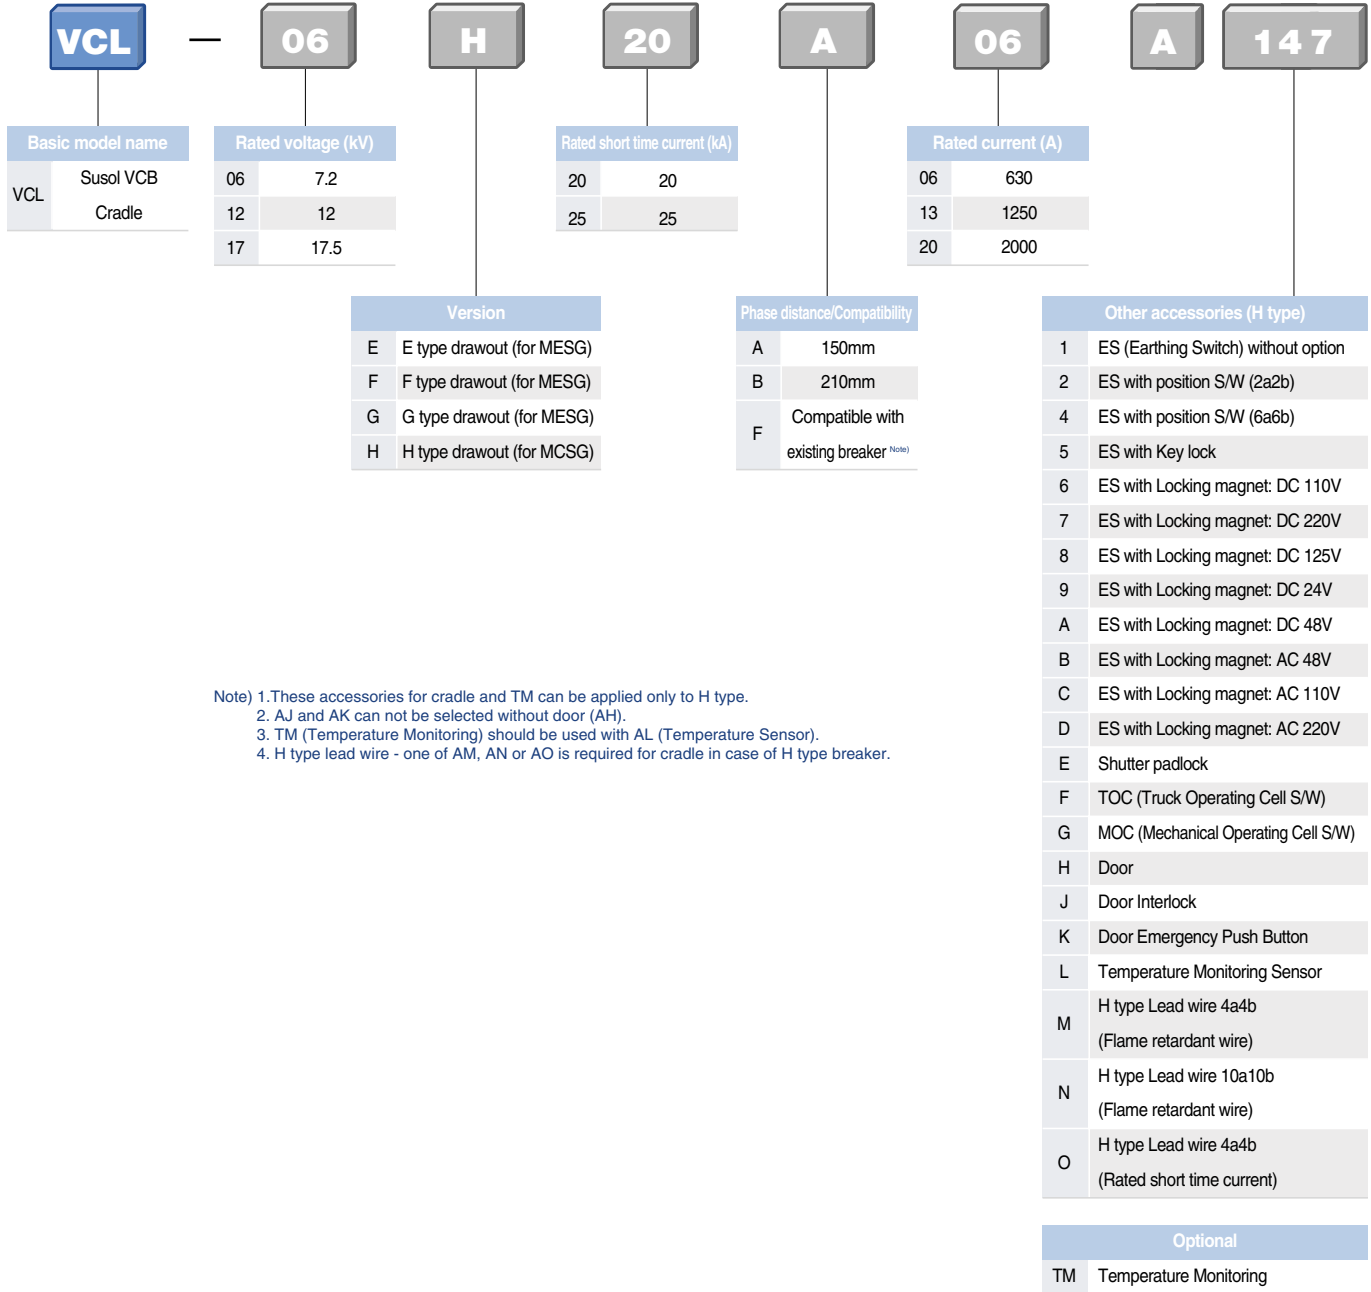 VCL — 06 H 20 A 06 A 147
Basic model name
VCL Susol VCB
Cradle
Rated voltage (kV)
06 7.2
12 12
17 17.5
Rated short time current (kA)
20 20
25 25
Rated current (A)
06 630
13 1250
20 2000
Version
E E type drawout (for MESG)
F F type drawout (for MESG)
G G type drawout (for MESG)
H H type drawout (for MCSG)
Phase distance/Compatibility
A 150mm
B 210mm
F Compatible with
existing breaker Note)
Other accessories (H type)
1 ES (Earthing Switch) without option
2 ES with position S/W (2a2b)
4 ES with position S/W (6a6b)
5 ES with Key lock
6 ES with Locking magnet: DC 110V
7 ES with Locking magnet: DC 220V
8 ES with Locking magnet: DC 125V
9 ES with Locking magnet: DC 24V
A ES with Locking magnet: DC 48V
B ES with Locking magnet: AC 48V
C ES with Locking magnet: AC 110V
D ES with Locking magnet: AC 220V
E Shutter padlock
F TOC (Truck Operating Cell S/W)
G MOC (Mechanical Operating Cell S/W)
H Door
J Door Interlock
K Door Emergency Push Button
L Temperature Monitoring Sensor
M H type Lead wire 4a4b
(Flame retardant wire)
N H type Lead wire 10a10b
(Flame retardant wire)
O H type Lead wire 4a4b
(Rated short time current)
Optional
TM Temperature Monitoring
Note) 1.These accessories for cradle and TM can be applied only to H type.
2. AJ and AK can not be selected without door (AH).
3. TM (Temperature Monitoring) should be used with AL (Temperature Sensor).
4. H type lead wire - one of AM, AN or AO is required for cradle in case of H type breaker.